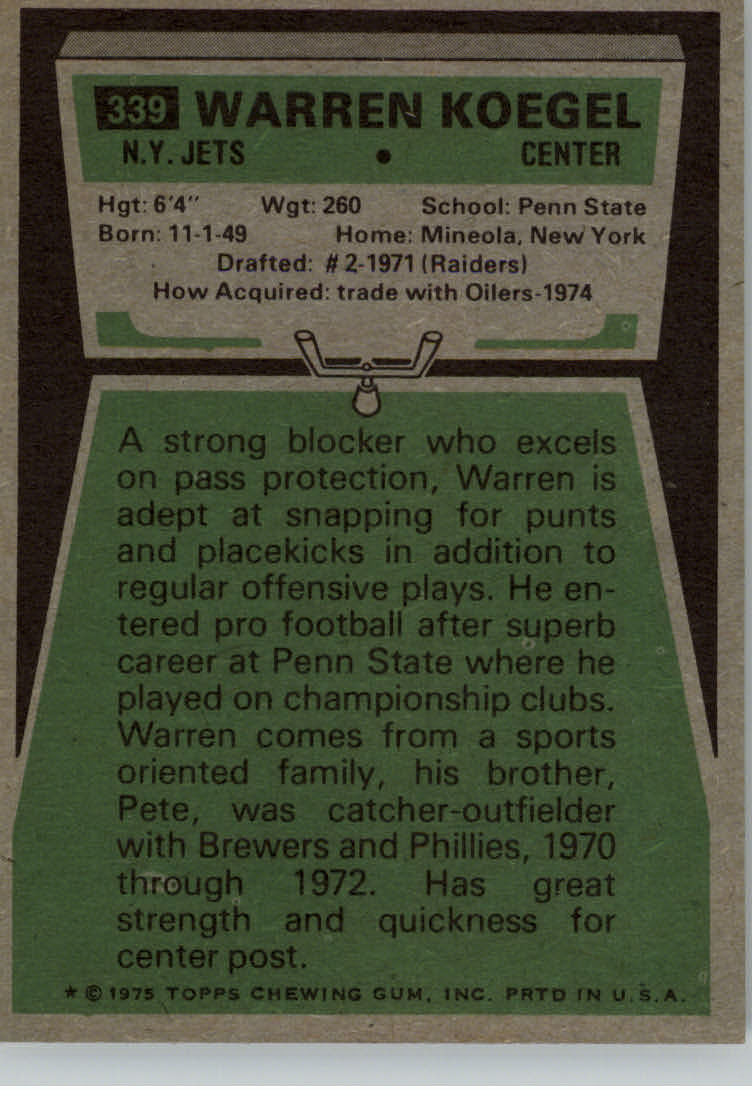 339 WARREN KOEGEL
N.Y. JETS • CENTER
Hgt: 6'4" Wgt: 260 School: Penn State
Born: 11-1-49 Home: Mineola, New York
Drafted: #2-1971 (Raiders)
How Acquired: trade with Oilers-1974
A strong blocker who excels
on pass protection, Warren is
adept at snapping for punts
and placekicks in addition to
regular offensive plays. He en-
tered pro football after superb
career at Penn State where he
played on championship clubs.
Warren comes from a sports
oriented family, his brother,
Pete, was catcher-outfielder
with Brewers and Phillies, 1970
through 1972. Has great
strength and quickness for
center post.
* © 1975 TOPPS CHEWING GUM, INC. PRTD IN U.S.A.